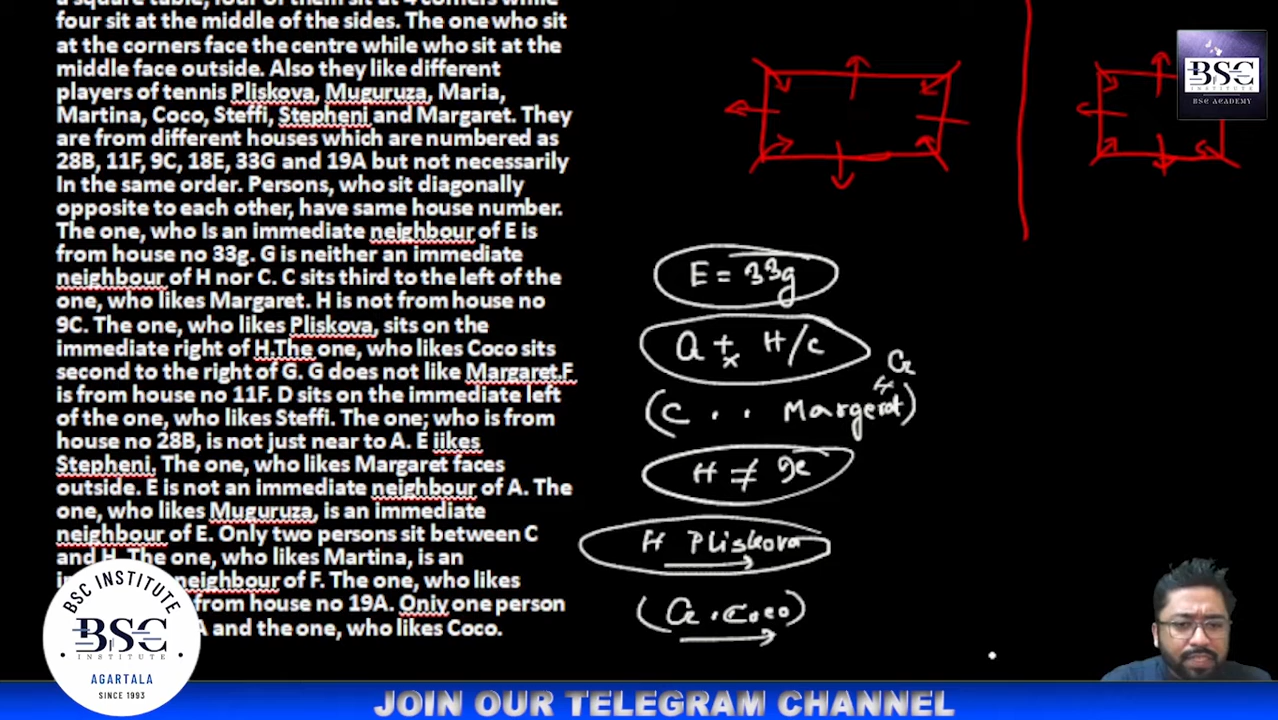 a square table, four of them sit at 4 corners while
four sit at the middle of the sides. The one who sit
at the corners face the centre while who sit at the
middle face outside. Also they like different
players of tennis Pliskova, Muguruza, Maria,
Martina, Coco, Steffi, Stepheni and Margaret. They
are from different houses which are numbered as
28B, 11F, 9C, 18E, 33G and 19A but not necessarily
In the same order. Persons, who sit diagonally
opposite to each other, have same house number.
The one, who Is an immediate neighbour of E is
from house no 33g. G is neither an immediate
neighbour of H nor C. C sits third to the left of the
one, who likes Margaret. H is not from house no
9C. The one, who likes Pliskova, sits on the
immediate right of H.The one, who likes Coco sits
second to the right of G. G does not like Margaret.F
is from house no 11F. D sits on the immediate left
of the one, who likes Steffi. The one; who is from
house no 28B, is not just near to A. E iikes
Stepheni. The one, who likes Margaret faces
outside. E is not an immediate neighbour of A. The
one, who likes Muguruza, is an immediate
neighbour of E. Only two persons sit between C
and H. The one, who likes Martina, is an
neighbour of F. The one, who likes
from house no 19A. Oniy one person
A and the one, who likes Coco.
E = 33g
G + x H/C
G
(C . . Margerot)
H ≠ 9c
H Pliskova
(G . Coco)
BSC
INSTITUTE
BSC ACADEMY
BSC INSTITUTE
BSC
INSTITUTE
AGARTALA
SINCE 1993
JOIN OUR TELEGRAM CHANNEL